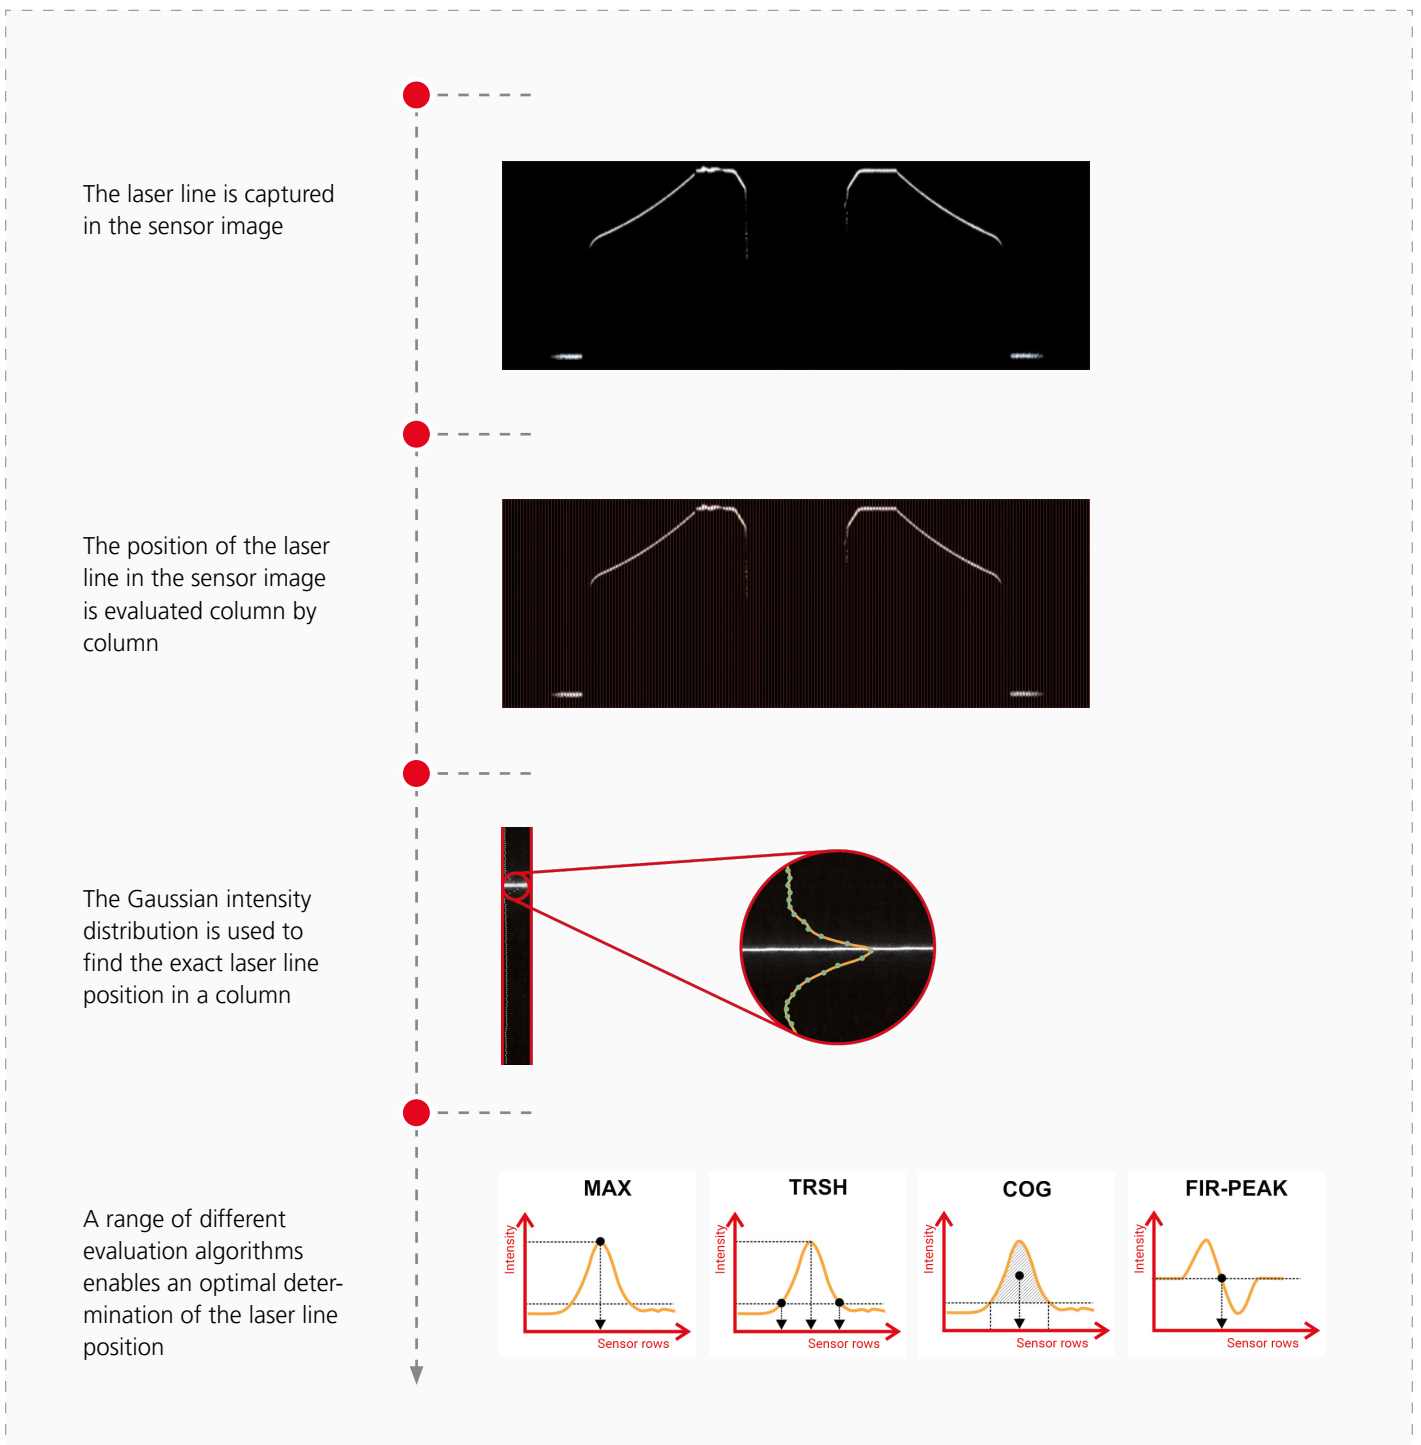 The laser line is captured
in the sensor image
The position of the laser
line in the sensor image
is evaluated column by
column
The Gaussian intensity
distribution is used to
find the exact laser line
position in a column
A range of different
evaluation algorithms
enables an optimal deter-
mination of the laser line
position
MAX
Intensity
Sensor rows
TRSH
Intensity
Sensor rows
COG
Intensity
Sensor rows
FIR-PEAK
Intensity
Sensor rows